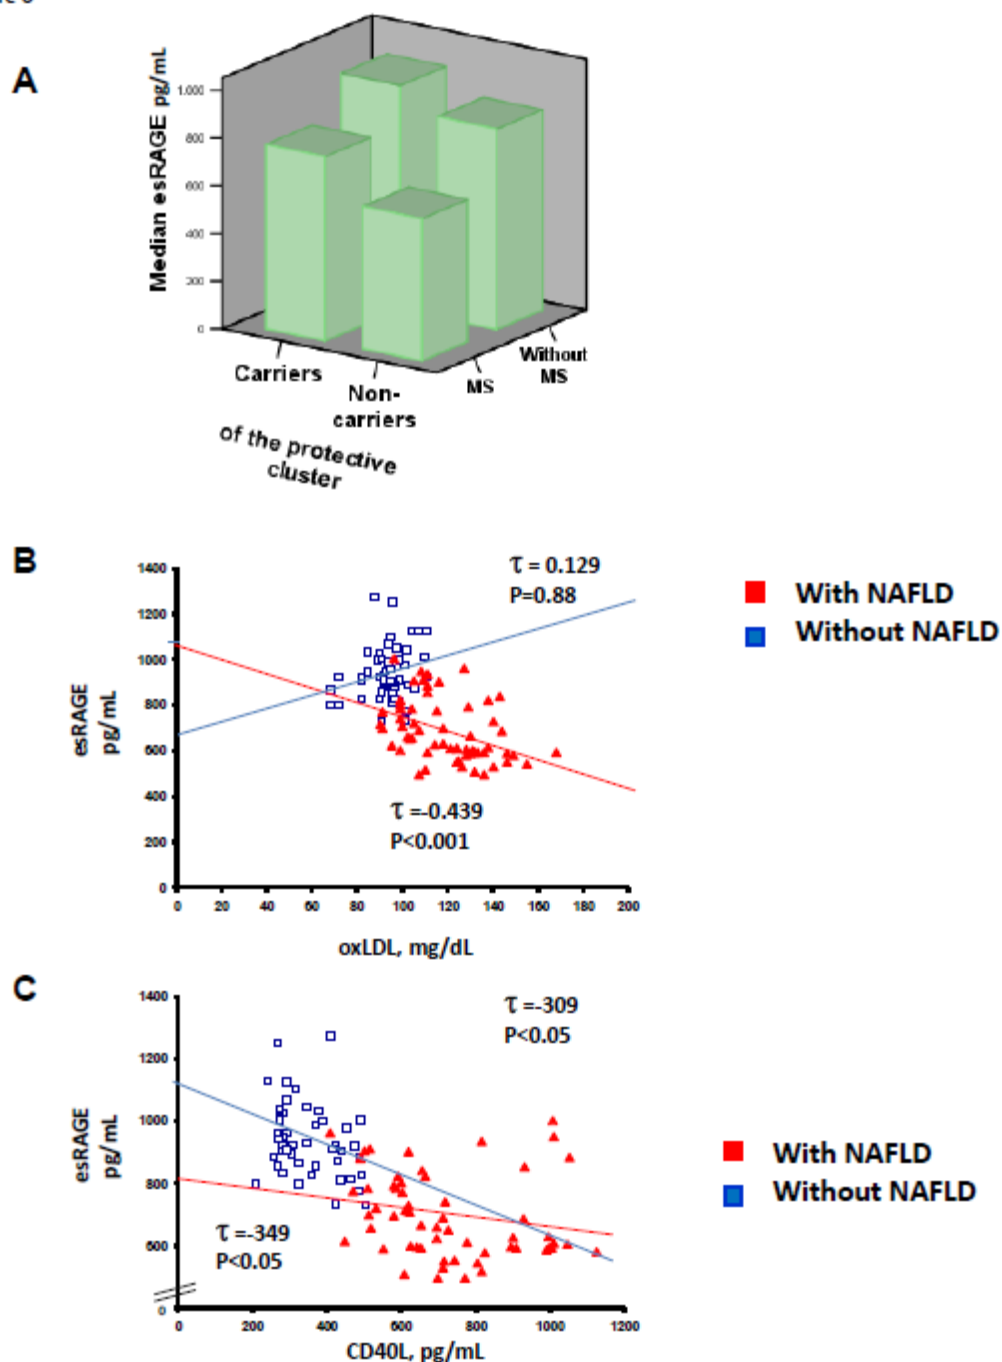 A
Median esRAGE pg/mL
1.000
800
600
400
200
0
Carriers
Non-
carriers
MS
Without
MS
of the protective
cluster
B
esRAGE
pg/mL
1400
1200
1000
800
600
400
200
0
0 20 40 60 80 100 120 140 160 180 200
oxLDL, mg/dL
τ = 0.129
P=0.88
τ =-0.439
P<0.001
With NAFLD
Without NAFLD
C
esRAGE
pg/mL
1400
1200
1000
800
600
0
0 200 400 600 800 1000 1200
CD40L, pg/mL
τ =-309
P<0.05
τ =-349
P<0.05
With NAFLD
Without NAFLD